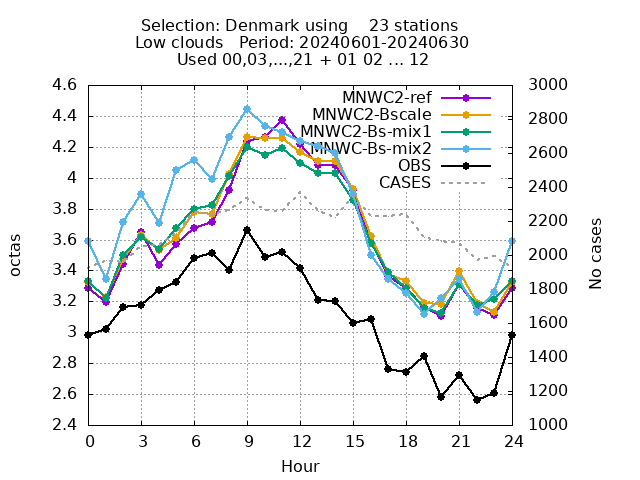 Selection: Denmark using    23 stations
Low clouds   Period: 20240601-20240630
Used 00,03,...,21 + 01 02 ... 12
4.6
4.4
4.2
4
3.8
3.6
3.4
3.2
3
2.8
2.6
2.4
octas
MNWC2-ref
MNWC2-Bscale
MNWC2-Bs-mix1
MNWC-Bs-mix2
OBS
CASES
3000
2800
2600
2400
2200
2000
1800
1600
1400
1200
1000
No cases
0 3 6 9 12 15 18 21 24
Hour